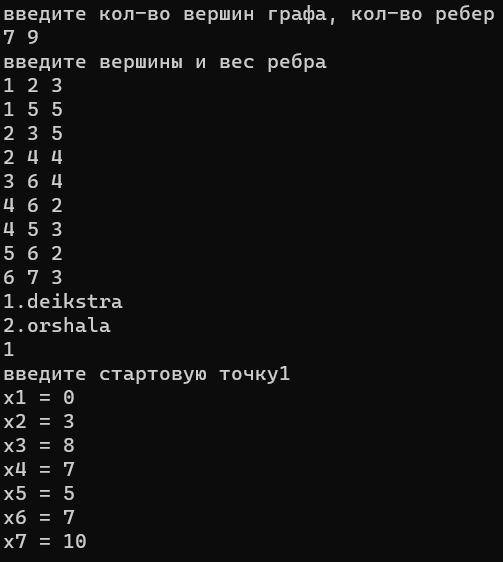 введите кол-во вершин графа, кол-во ребер
7 9
введите вершины и вес ребра
1 2 3
1 5 5
2 3 5
2 4 4
3 6 4
4 6 2
4 5 3
5 6 2
6 7 3
1.deikstra
2.orshala
1
введите стартовую точку1
x1 = 0
x2 = 3
x3 = 8
x4 = 7
x5 = 5
x6 = 7
x7 = 10